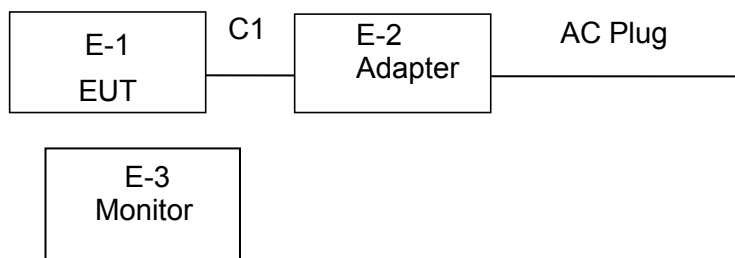 E-1
EUT
C1
E-2
Adapter
AC Plug
E-3
Monitor